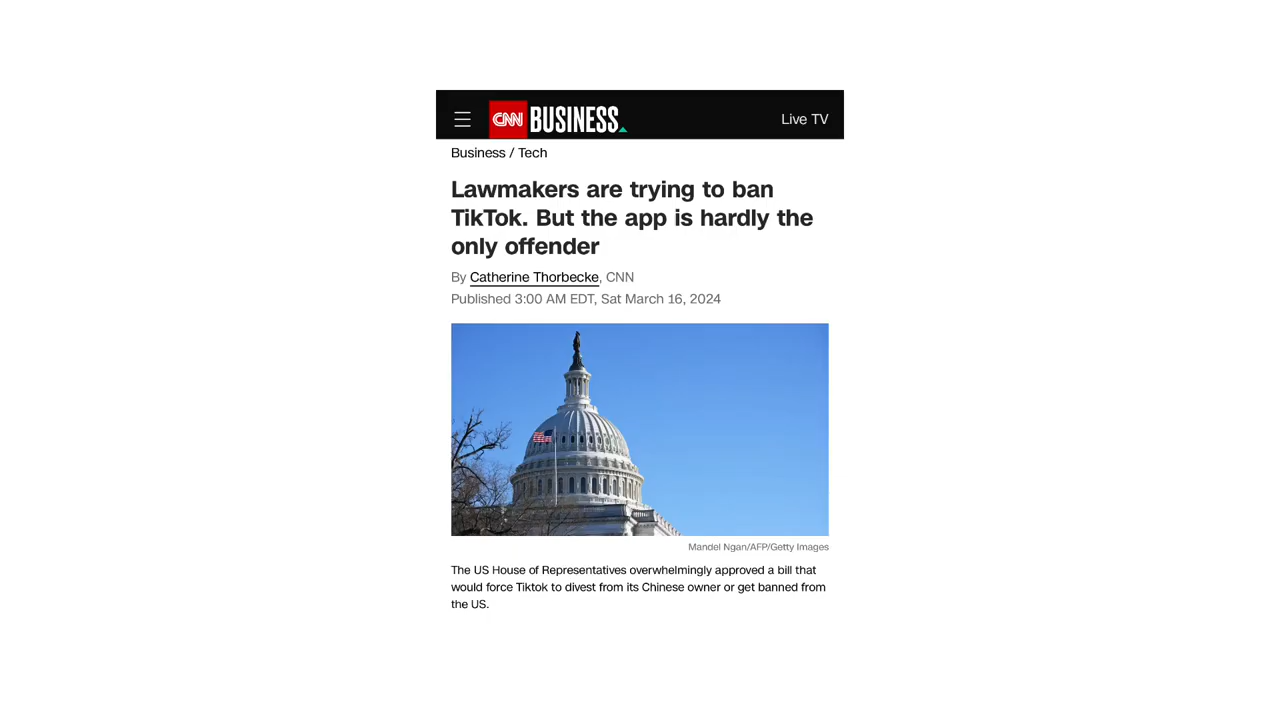 CNN BUSINESS
Live TV
Business / Tech
Lawmakers are trying to ban
TikTok. But the app is hardly the
only offender
By Catherine Thorbecke, CNN
Published 3:00 AM EDT, Sat March 16, 2024
Mandel Ngan/AFP/Getty Images
The US House of Representatives overwhelmingly approved a bill that
would force Tiktok to divest from its Chinese owner or get banned from
the US.